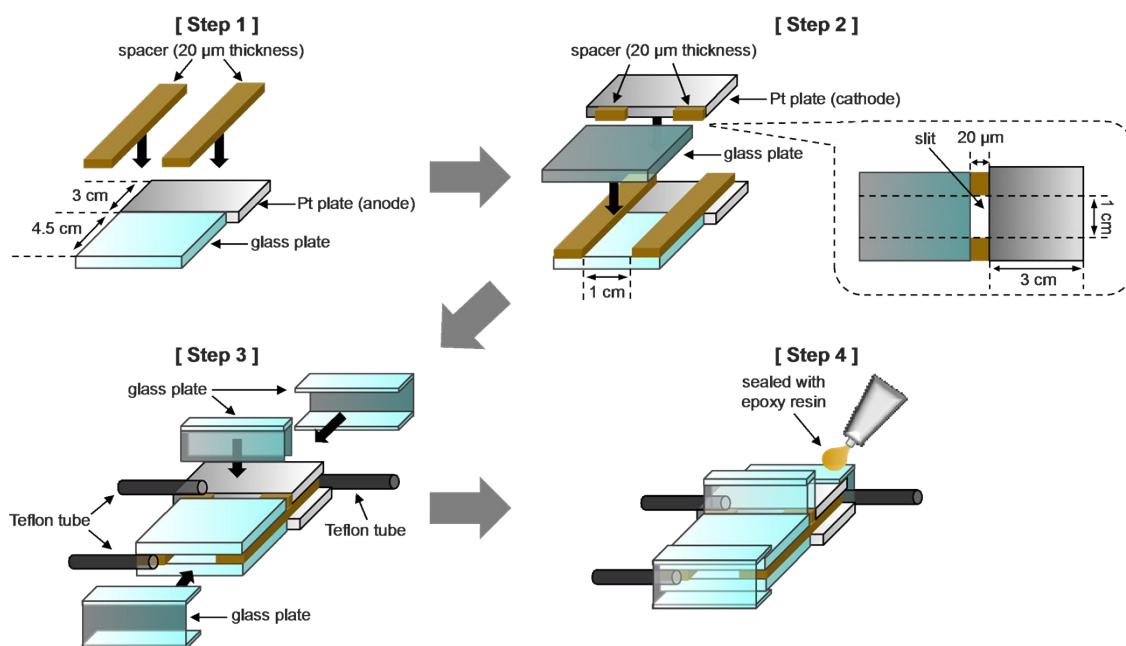 [ Step 1 ]
spacer (20 μm thickness)
3 cm
4.5 cm
Pt plate (anode)
glass plate
[ Step 2 ]
spacer (20 μm thickness)
Pt plate (cathode)
glass plate
1 cm
20 μm
slit
1 cm
3 cm
[ Step 3 ]
glass plate
Teflon tube
Teflon tube
glass plate
[ Step 4 ]
sealed with
epoxy resin